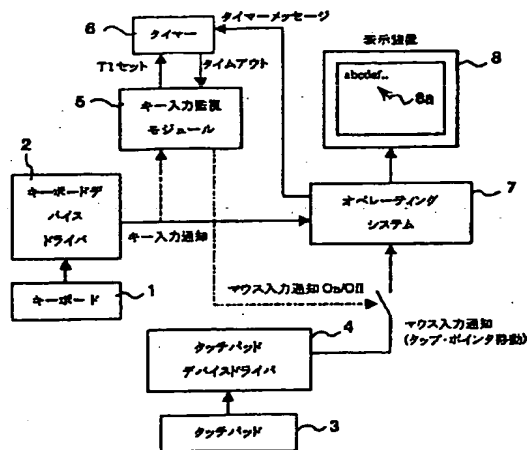 タイマーメッセージ
6
タイマー
表示装置
8
T1セット
タイムアウト
abcdef..
8a
5
キー入力監視
モジュール
2
キーボードデ
バイス
ドライバ
キー入力通知
オペレーティング
システム
7
キーボード
1
マウス入力通知 On/Off
マウス入力通知
(タップ・ポインタ移動)
4
タッチパッド
デバイスドライバ
タッチパッド
3